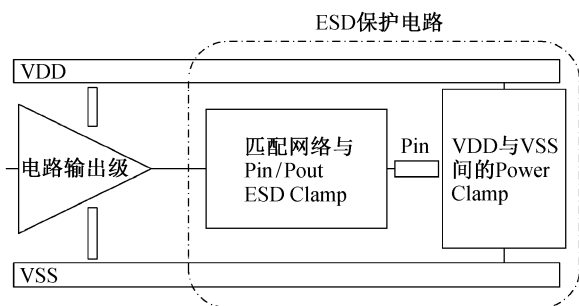 ESD保护电路
VDD
电路输出级
匹配网络与
Pin/Pout
ESD Clamp
Pin
VDD与VSS
间的Power
Clamp
VSS